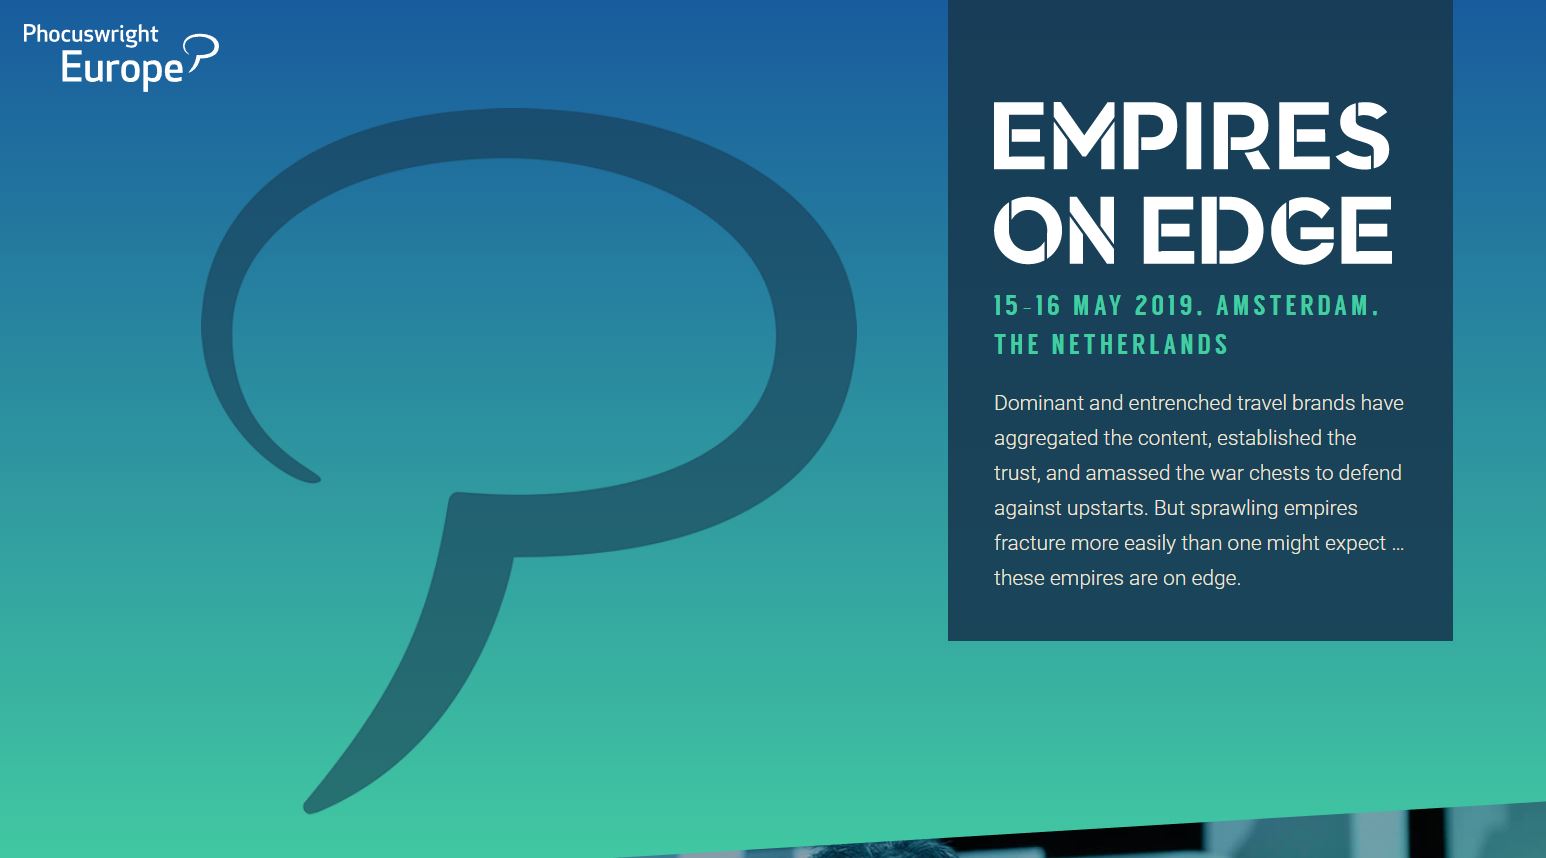 Phocuswright
Europe
EMPIRES
ON EDGE
15-16 MAY 2019. AMSTERDAM.
THE NETHERLANDS
Dominant and entrenched travel brands have
aggregated the content, established the
trust, and amassed the war chests to defend
against upstarts. But sprawling empires
fracture more easily than one might expect ...
these empires are on edge.